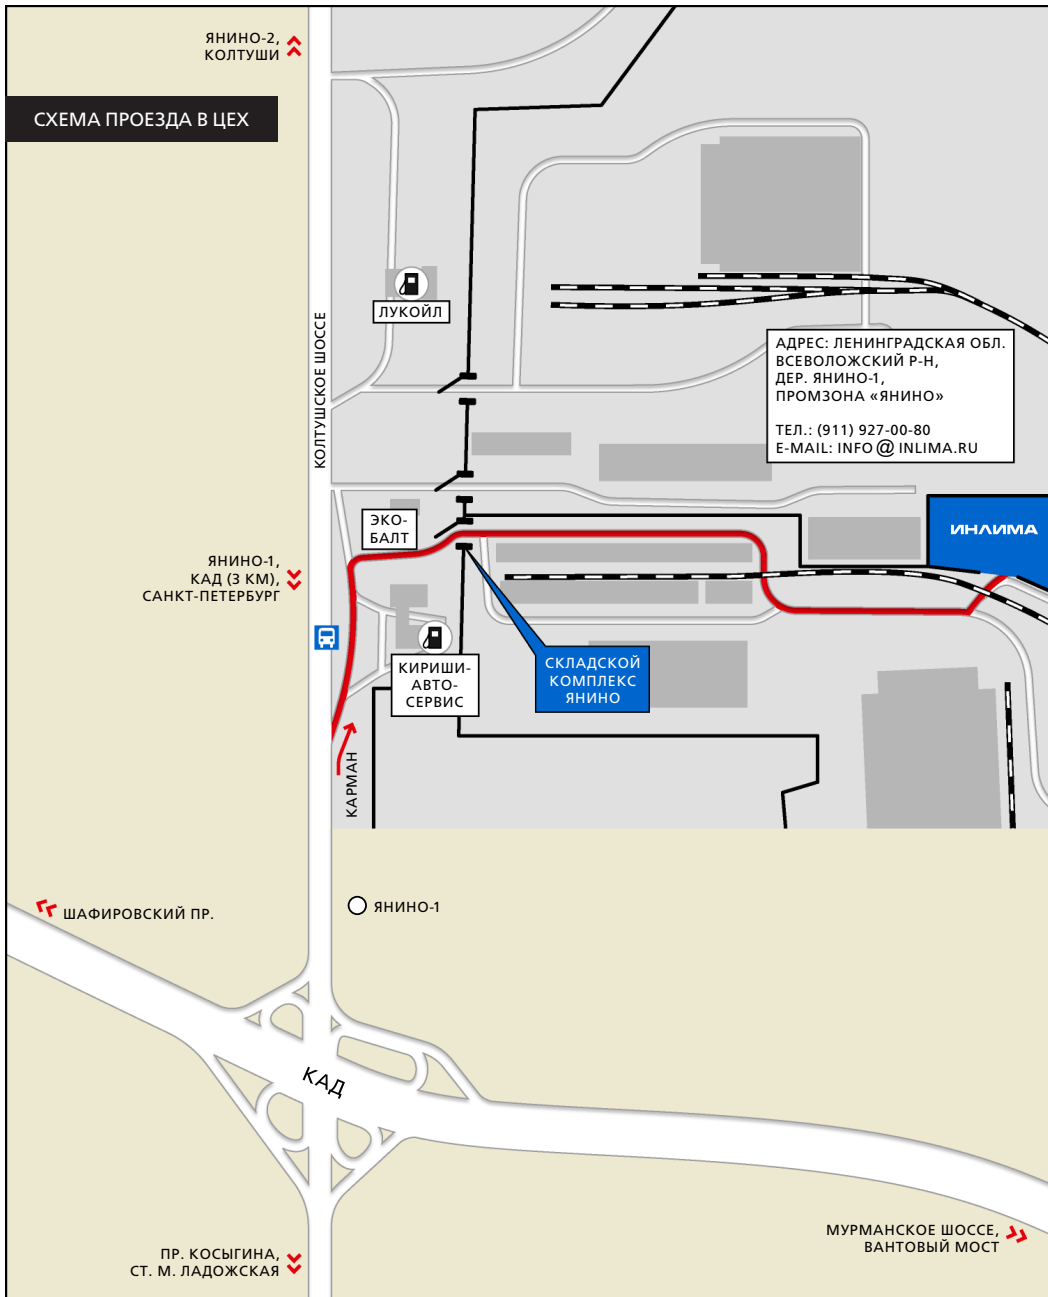 ЯНИНО-2,
КОЛТУШИ
СХЕМА ПРОЕЗДА В ЦЕХ
ЛУКОЙЛ
КОЛТУШСКОЕ ШОССЕ
АДРЕС: ЛЕНИНГРАДСКАЯ ОБЛ.
ВСЕВОЛОЖСКИЙ Р-Н,
ДЕР. ЯНИНО-1,
ПРОМЗОНА «ЯНИНО»
ТЕЛ.: (911) 927-00-80
E-MAIL: INFO@INLIMA.RU
ЭКО-
БАЛТ
ИНЛИМА
ЯНИНО-1,
КАД (3 КМ),
САНКТ-ПЕТЕРБУРГ
КИРИШИ-
АВТО-
СЕРВИС
СКЛАДСКОЙ
КОМПЛЕКС
ЯНИНО
КАРМАН
ШАФИРОВСКИЙ ПР.
ЯНИНО-1
КАД
МУРМАНСКОЕ ШОССЕ,
ВАНТОВЫЙ МОСТ
ПР. КОСЫГИНА,
СТ. М. ЛАДОЖСКАЯ